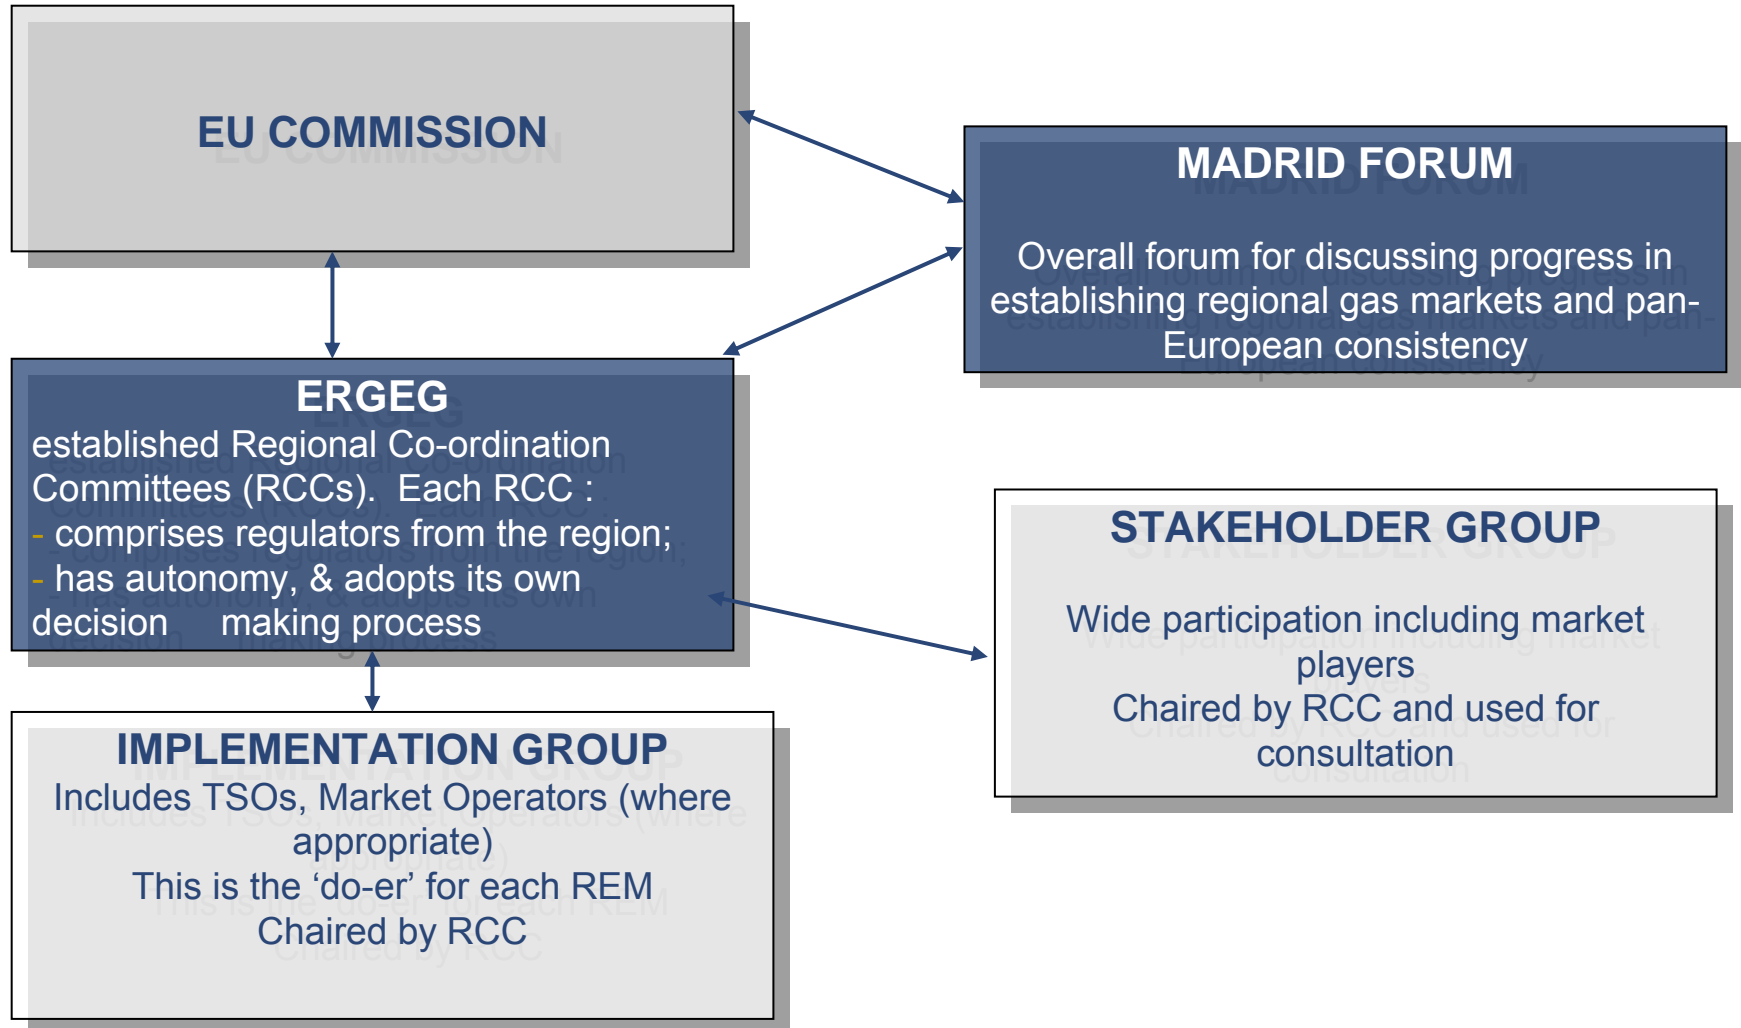 EU COMMISSION
MADRID FORUM
Overall forum for discussing progress in
establishing regional gas markets and pan-
European consistency
ERGEG
established Regional Co-ordination
Committees (RCCs).  Each RCC :
- comprises regulators from the region;
- has autonomy, & adopts its own
decision     making process
STAKEHOLDER GROUP
Wide participation including market
players
Chaired by RCC and used for
consultation
IMPLEMENTATION GROUP
Includes TSOs, Market Operators (where
appropriate)
This is the ‘do-er’ for each REM
Chaired by RCC